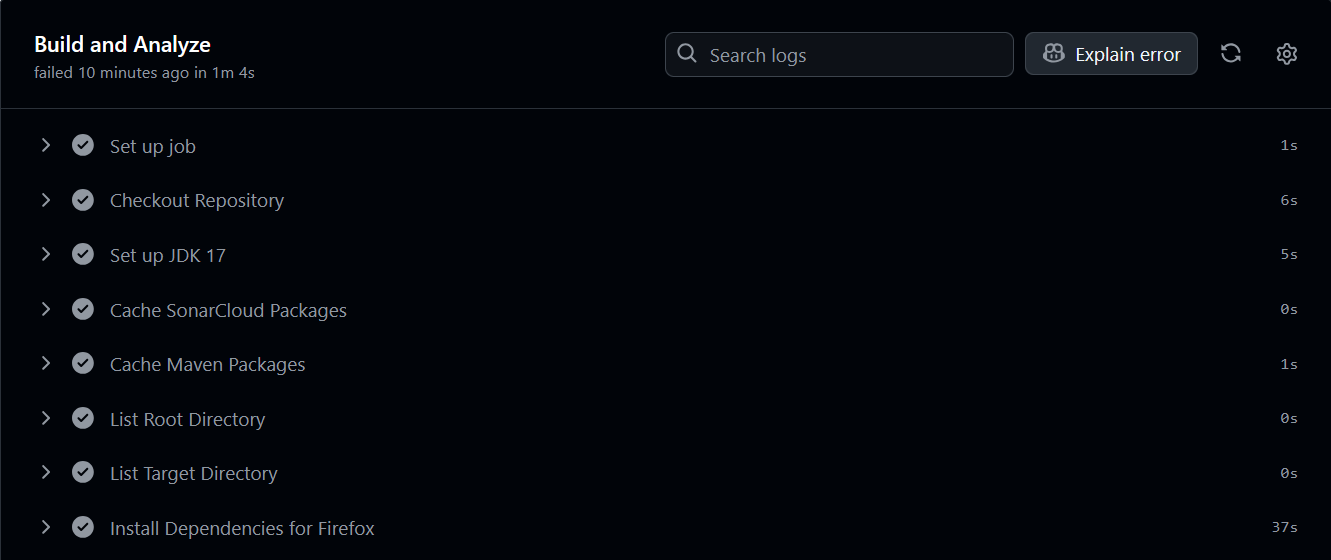 Build and Analyze
failed 10 minutes ago in 1m 4s
Search logs
Explain error
Set up job 1s
Checkout Repository 6s
Set up JDK 17 5s
Cache SonarCloud Packages 0s
Cache Maven Packages 1s
List Root Directory 0s
List Target Directory 0s
Install Dependencies for Firefox 37s